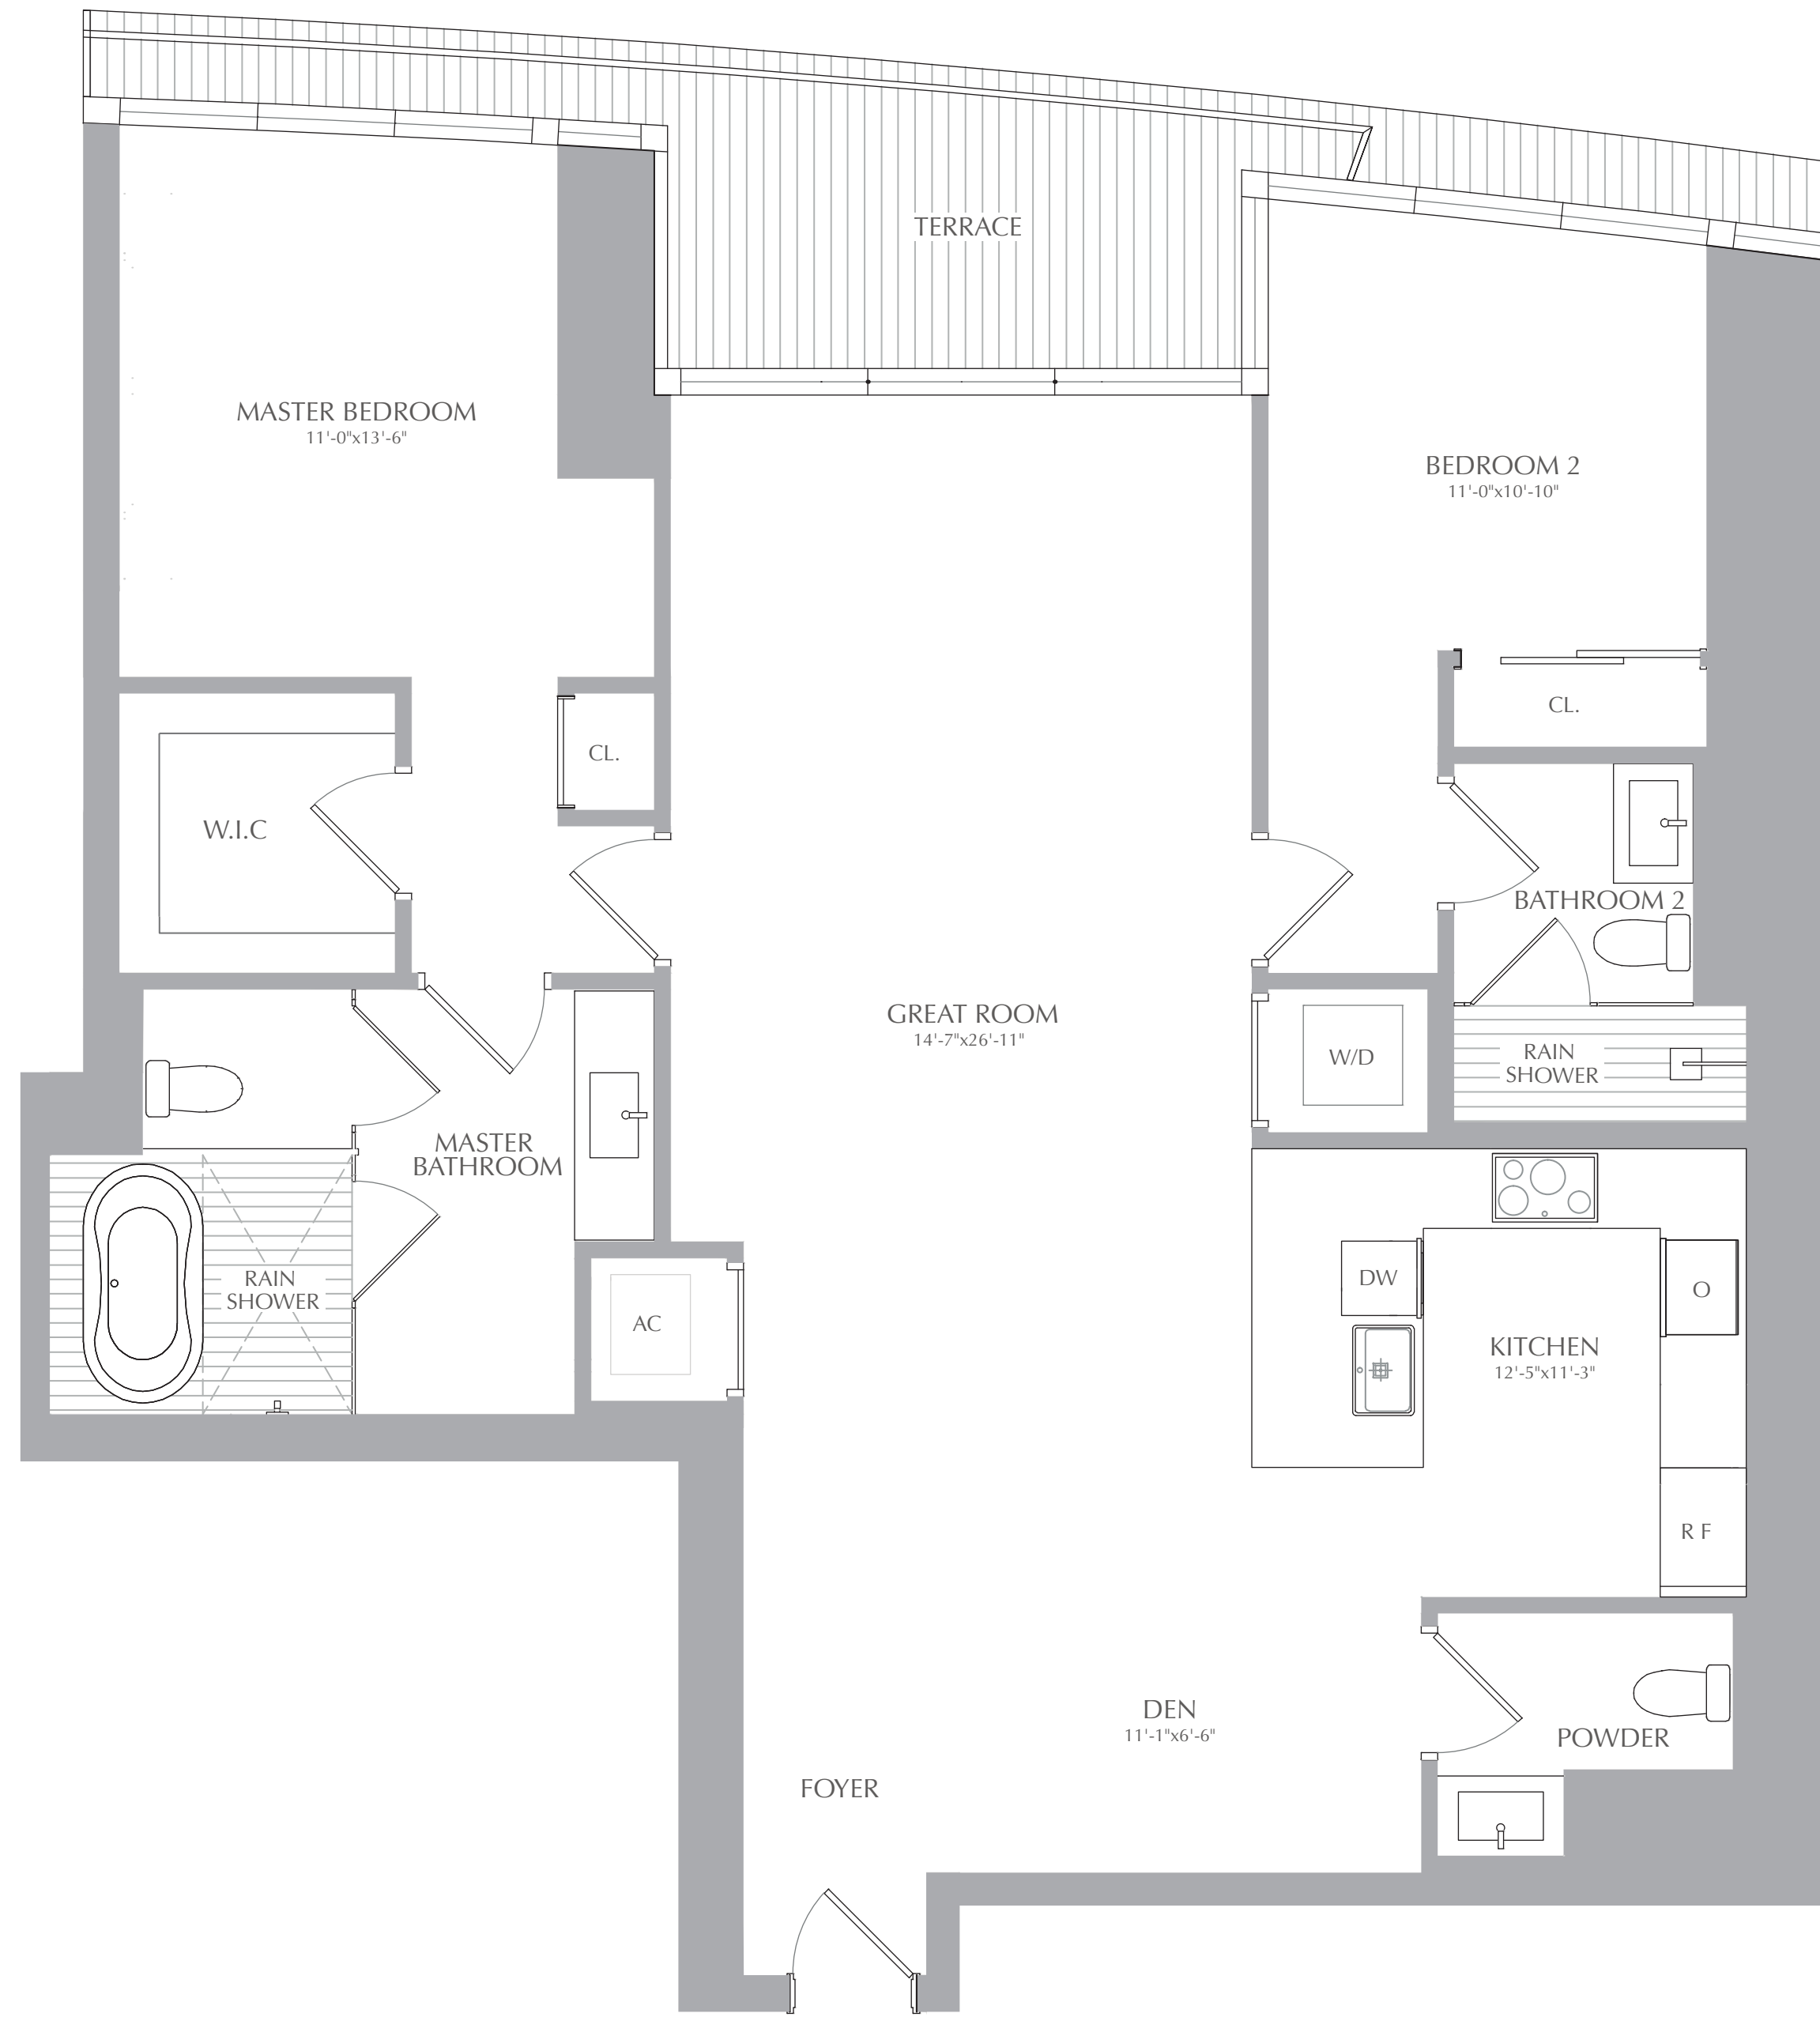 TERRACE
MASTER BEDROOM
11'-0"x13'-6"
BEDROOM 2
11'-0"x10'-10"
CL.
CL.
W.I.C
BATHROOM 2
GREAT ROOM
14'-7"x26'-11"
W/D
RAIN
SHOWER
MASTER
BATHROOM
RAIN
SHOWER
AC
DW
O
KITCHEN
12'-5"x11'-3"
R F
DEN
11'-1"x6'-6"
POWDER
FOYER